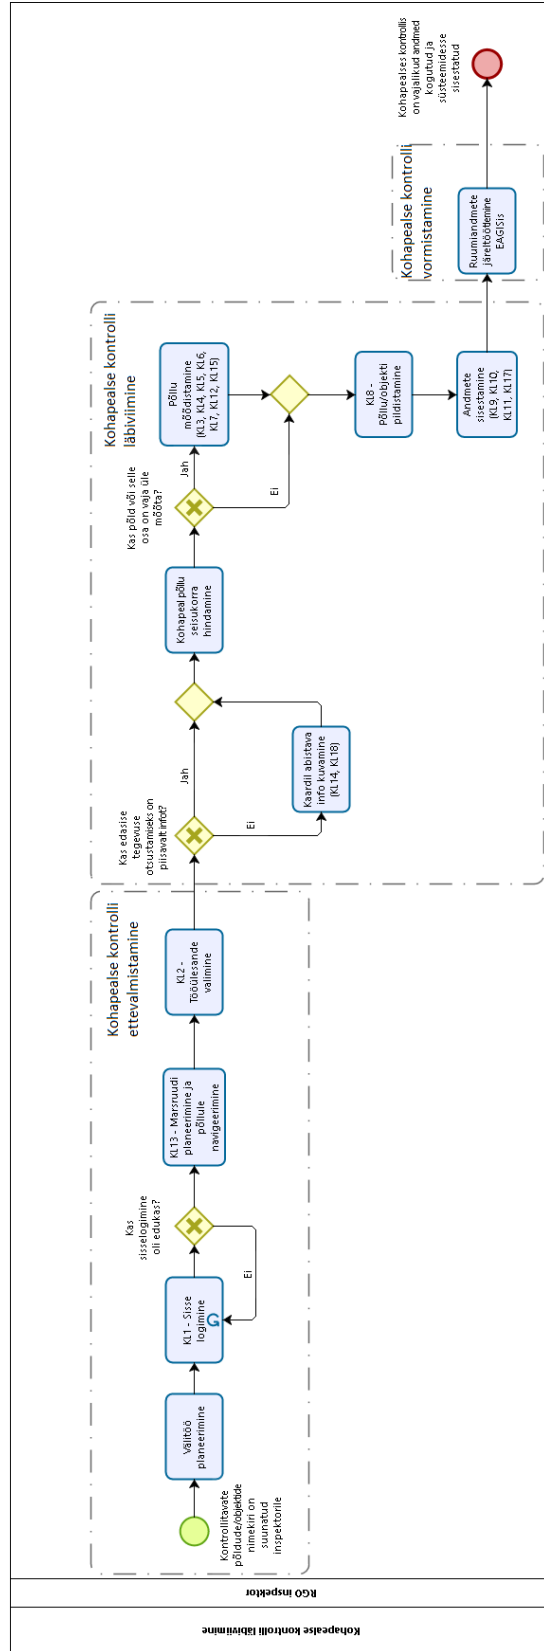 Kohapealse kontrolli läbiviimine
RGO inspektor
Kohapealse kontrolli
ettevalmistamine
Kontrollitavate
põldude/objektide
nimekiri on
suunatud
inspektorile
Välitöö
planeerimine
KL1 - Sisse
logimine
Kas
sisselogimine
oli edukas?
Ei
KL13 - Marsruudi
planeerimine ja
põllule
navigeerimine
KL2 -
Tööülesande
valimine
Kohapealse kontrolli
läbiviimine
Kas edasise
tegevuse
otsustamiseks on
piisavalt infot?
Jah
Ei
Kaardil abistava
info kuvamine
(KL14, KL18)
Kohapeal põllu
seisukorra
hindamine
Kas põld või selle
osa on vaja üle
mõõta?
Jah
Ei
Põllu
mõõdistamine
(KL3, KL4, KL5, KL6,
KL7, KL12, KL15)
KL8 -
Põllu/objekti
pildistamine
Andmete
sisestamine
(KL9, KL10,
KL11, KL17)
Kohapealse kontrolli
vormistamine
Ruumiandmete
järeltöötlemine
EAGISis
Kohapealses kontrollis
on vajalikud andmed
kogutud ja
süsteemidesse
sisestatud